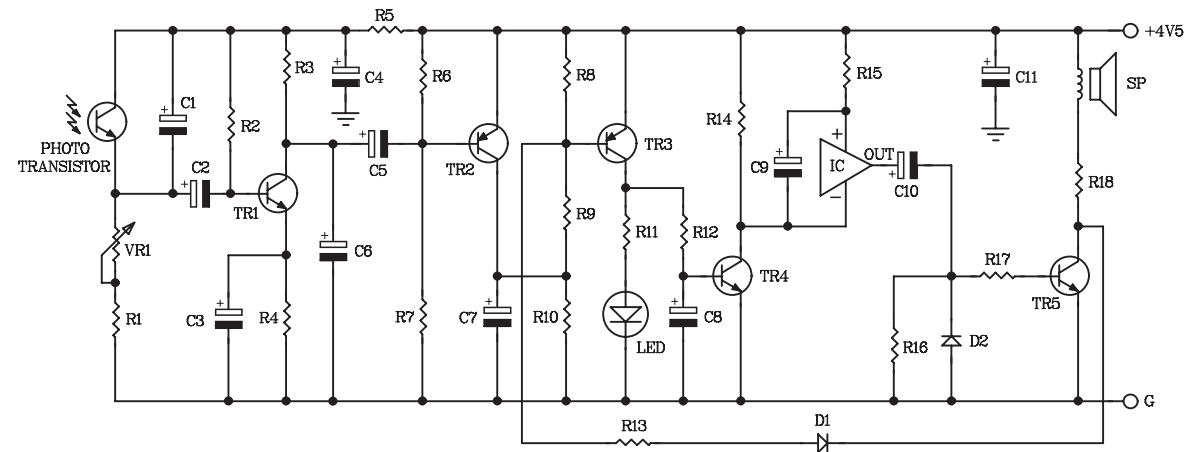 R5
+4V5
R3
C4
R6
R8
R15
C11
SP
C1
R2
R14
PHOTO
TRANSISTOR
C2
C5
TR2
TR3
C9
IC
OUT
C10
R18
TR1
R9
VR1
C6
R11
R12
TR4
R17
TR5
R1
C3
R4
R7
C7
R10
LED
C8
R16
D2
G
R13
D1